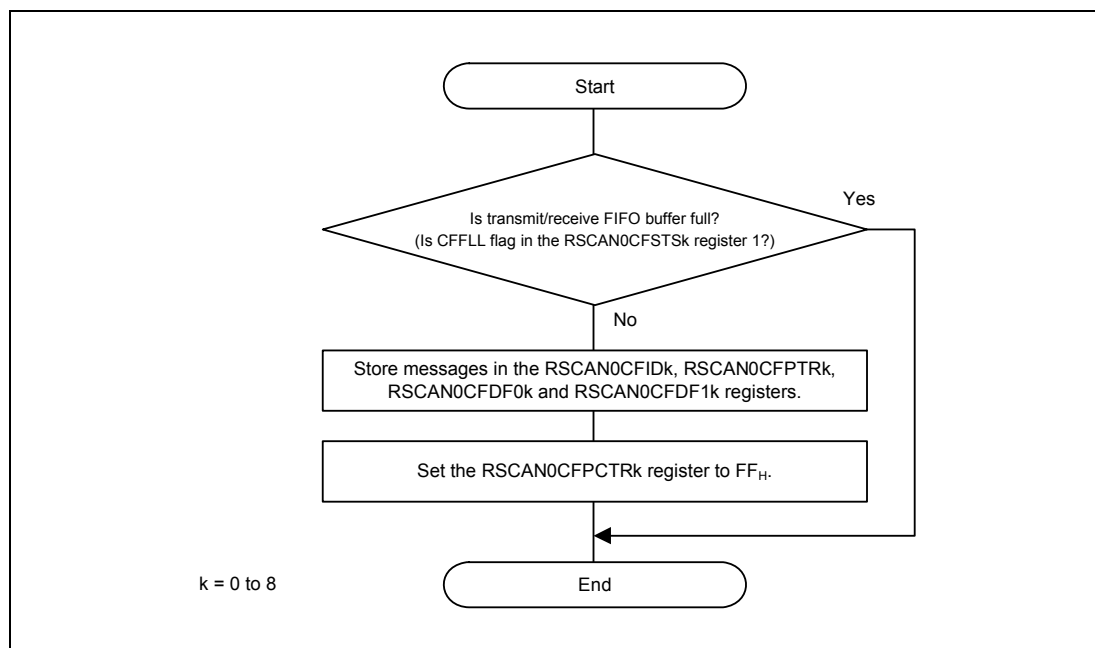 Start
Yes
Is transmit/receive FIFO buffer full?
(Is CFFLL flag in the RSCAN0CFSTSk register 1?)
No
Store messages in the RSCAN0CFIDk, RSCAN0CFPTRk,
RSCAN0CFDF0k and RSCAN0CFDF1k registers.
Set the RSCAN0CFPCTRk register to FFH.
k = 0 to 8
End